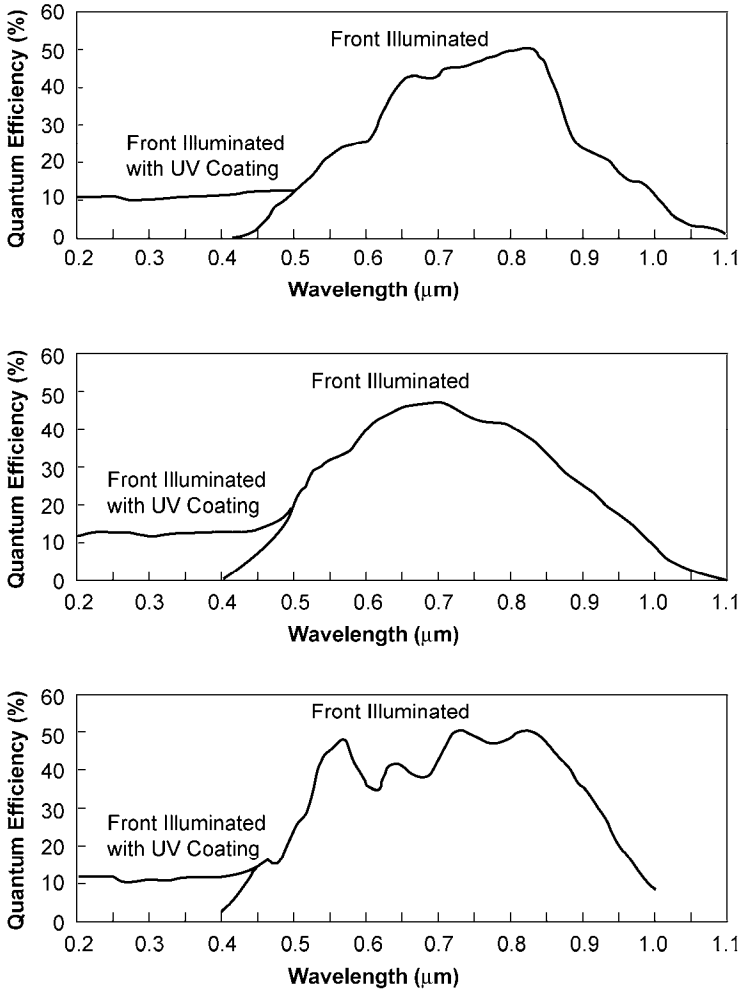 60
50
40
30
20
10
0
Quantum Efficiency (%)
Front Illuminated
Front Illuminated
with UV Coating
0.2 0.3 0.4 0.5 0.6 0.7 0.8 0.9 1.0 1.1
Wavelength (μm)
60
50
40
30
20
10
0
Quantum Efficiency (%)
Front Illuminated
Front Illuminated
with UV Coating
0.2 0.3 0.4 0.5 0.6 0.7 0.8 0.9 1.0 1.1
Wavelength (μm)
60
50
40
30
20
10
0
Quantum Efficiency (%)
Front Illuminated
Front Illuminated
with UV Coating
0.2 0.3 0.4 0.5 0.6 0.7 0.8 0.9 1.0 1.1
Wavelength (μm)